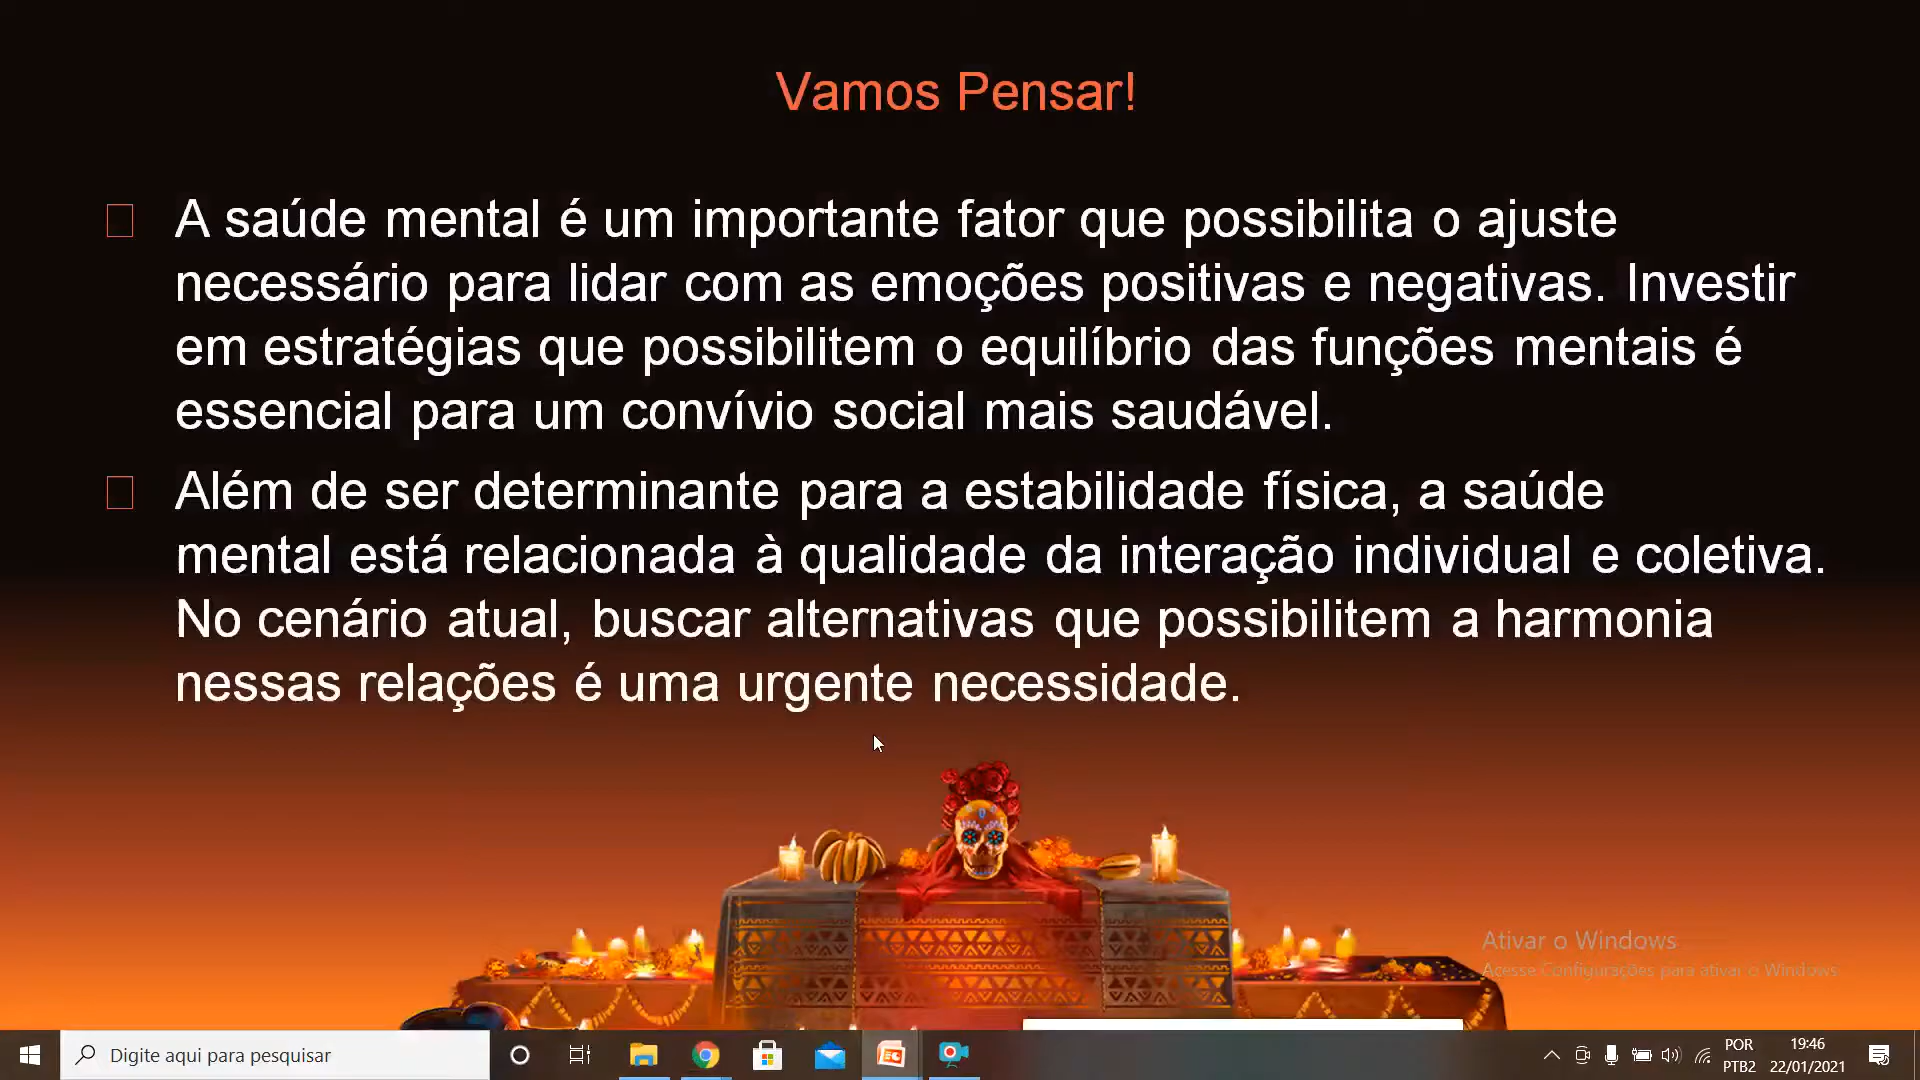 Vamos Pensar!
A saúde mental é um importante fator que possibilita o ajuste
necessário para lidar com as emoções positivas e negativas. Investir
em estratégias que possibilitem o equilíbrio das funções mentais é
essencial para um convívio social mais saudável.
Além de ser determinante para a estabilidade física, a saúde
mental está relacionada à qualidade da interação individual e coletiva.
No cenário atual, buscar alternativas que possibilitem a harmonia
nessas relações é uma urgente necessidade.
Ativar o Windows
Acesse Configurações para ativar o Windows.
Digite aqui para pesquisar
POR
PTB2
19:46
22/01/2021